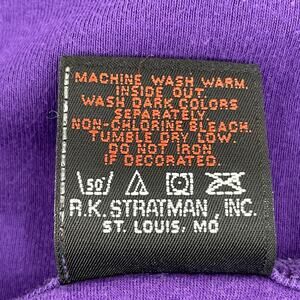 MACHINE WASH WARM.
INSIDE OUT.
WASH DARK COLORS
SEPARATELY.
NON-CHLORINE BLEACH.
TUMBLE DRY LOW.
DO NOT IRON
IF DECORATED.
50
R.K. STRATMAN, INC.
ST. LOUIS, MO